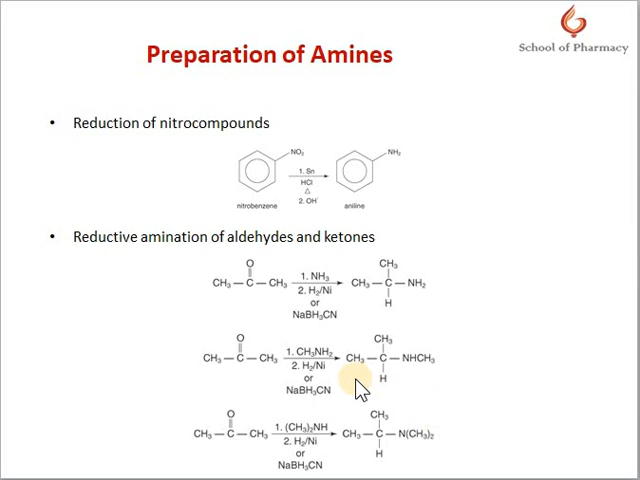 School of Pharmacy
Preparation of Amines
• Reduction of nitrocompounds
NO₂
1. Sn
HCl
△
2. OH⁻
NH₂
nitrobenzene
aniline
• Reductive amination of aldehydes and ketones
O
CH₃ — C — CH₃
1. NH₃
2. H₂/Ni
or
NaBH₃CN
CH₃
CH₃ — C — NH₂
H
O
CH₃ — C — CH₃
1. CH₃NH₂
2. H₂/Ni
or
NaBH₃CN
CH₃
CH₃ — C — NHCH₃
H
O
CH₃ — C — CH₃
1. (CH₃)₂NH
2. H₂/Ni
or
NaBH₃CN
CH₃
CH₃ — C — N(CH₃)₂
H